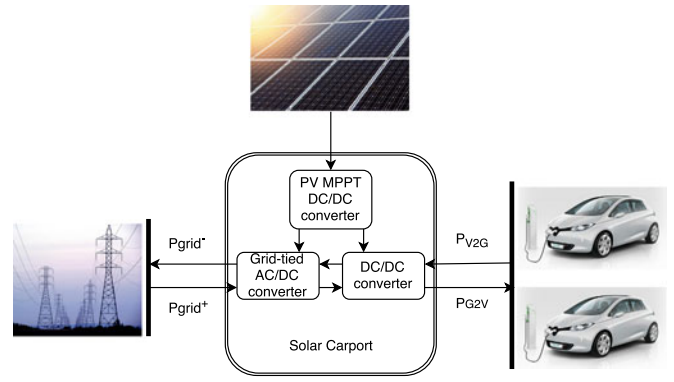 PV MPPT
DC/DC
converter
Pgrid-
Grid-tied
AC/DC
converter
DC/DC
converter
PV2G
Pgrid+
PG2V
Solar Carport